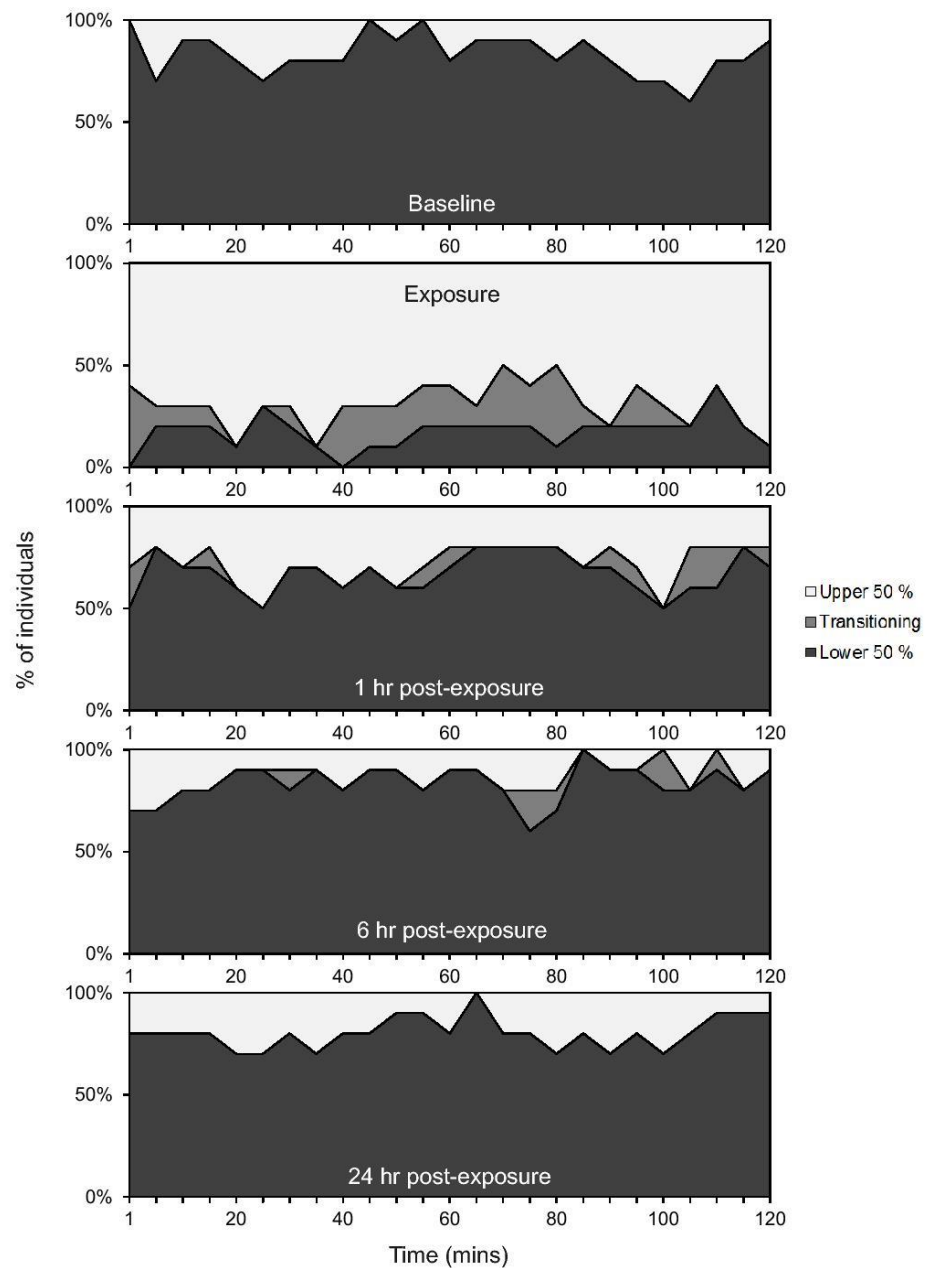 100%
50%
0%
Baseline
1 20 40 60 80 100 120
100%
50%
0%
Exposure
1 20 40 60 80 100 120
100%
50%
0%
1 hr post-exposure
1 20 40 60 80 100 120
100%
50%
0%
6 hr post-exposure
1 20 40 60 80 100 120
100%
50%
0%
24 hr post-exposure
1 20 40 60 80 100 120
Time (mins)
% of individuals
Upper 50 %
Transitioning
Lower 50 %